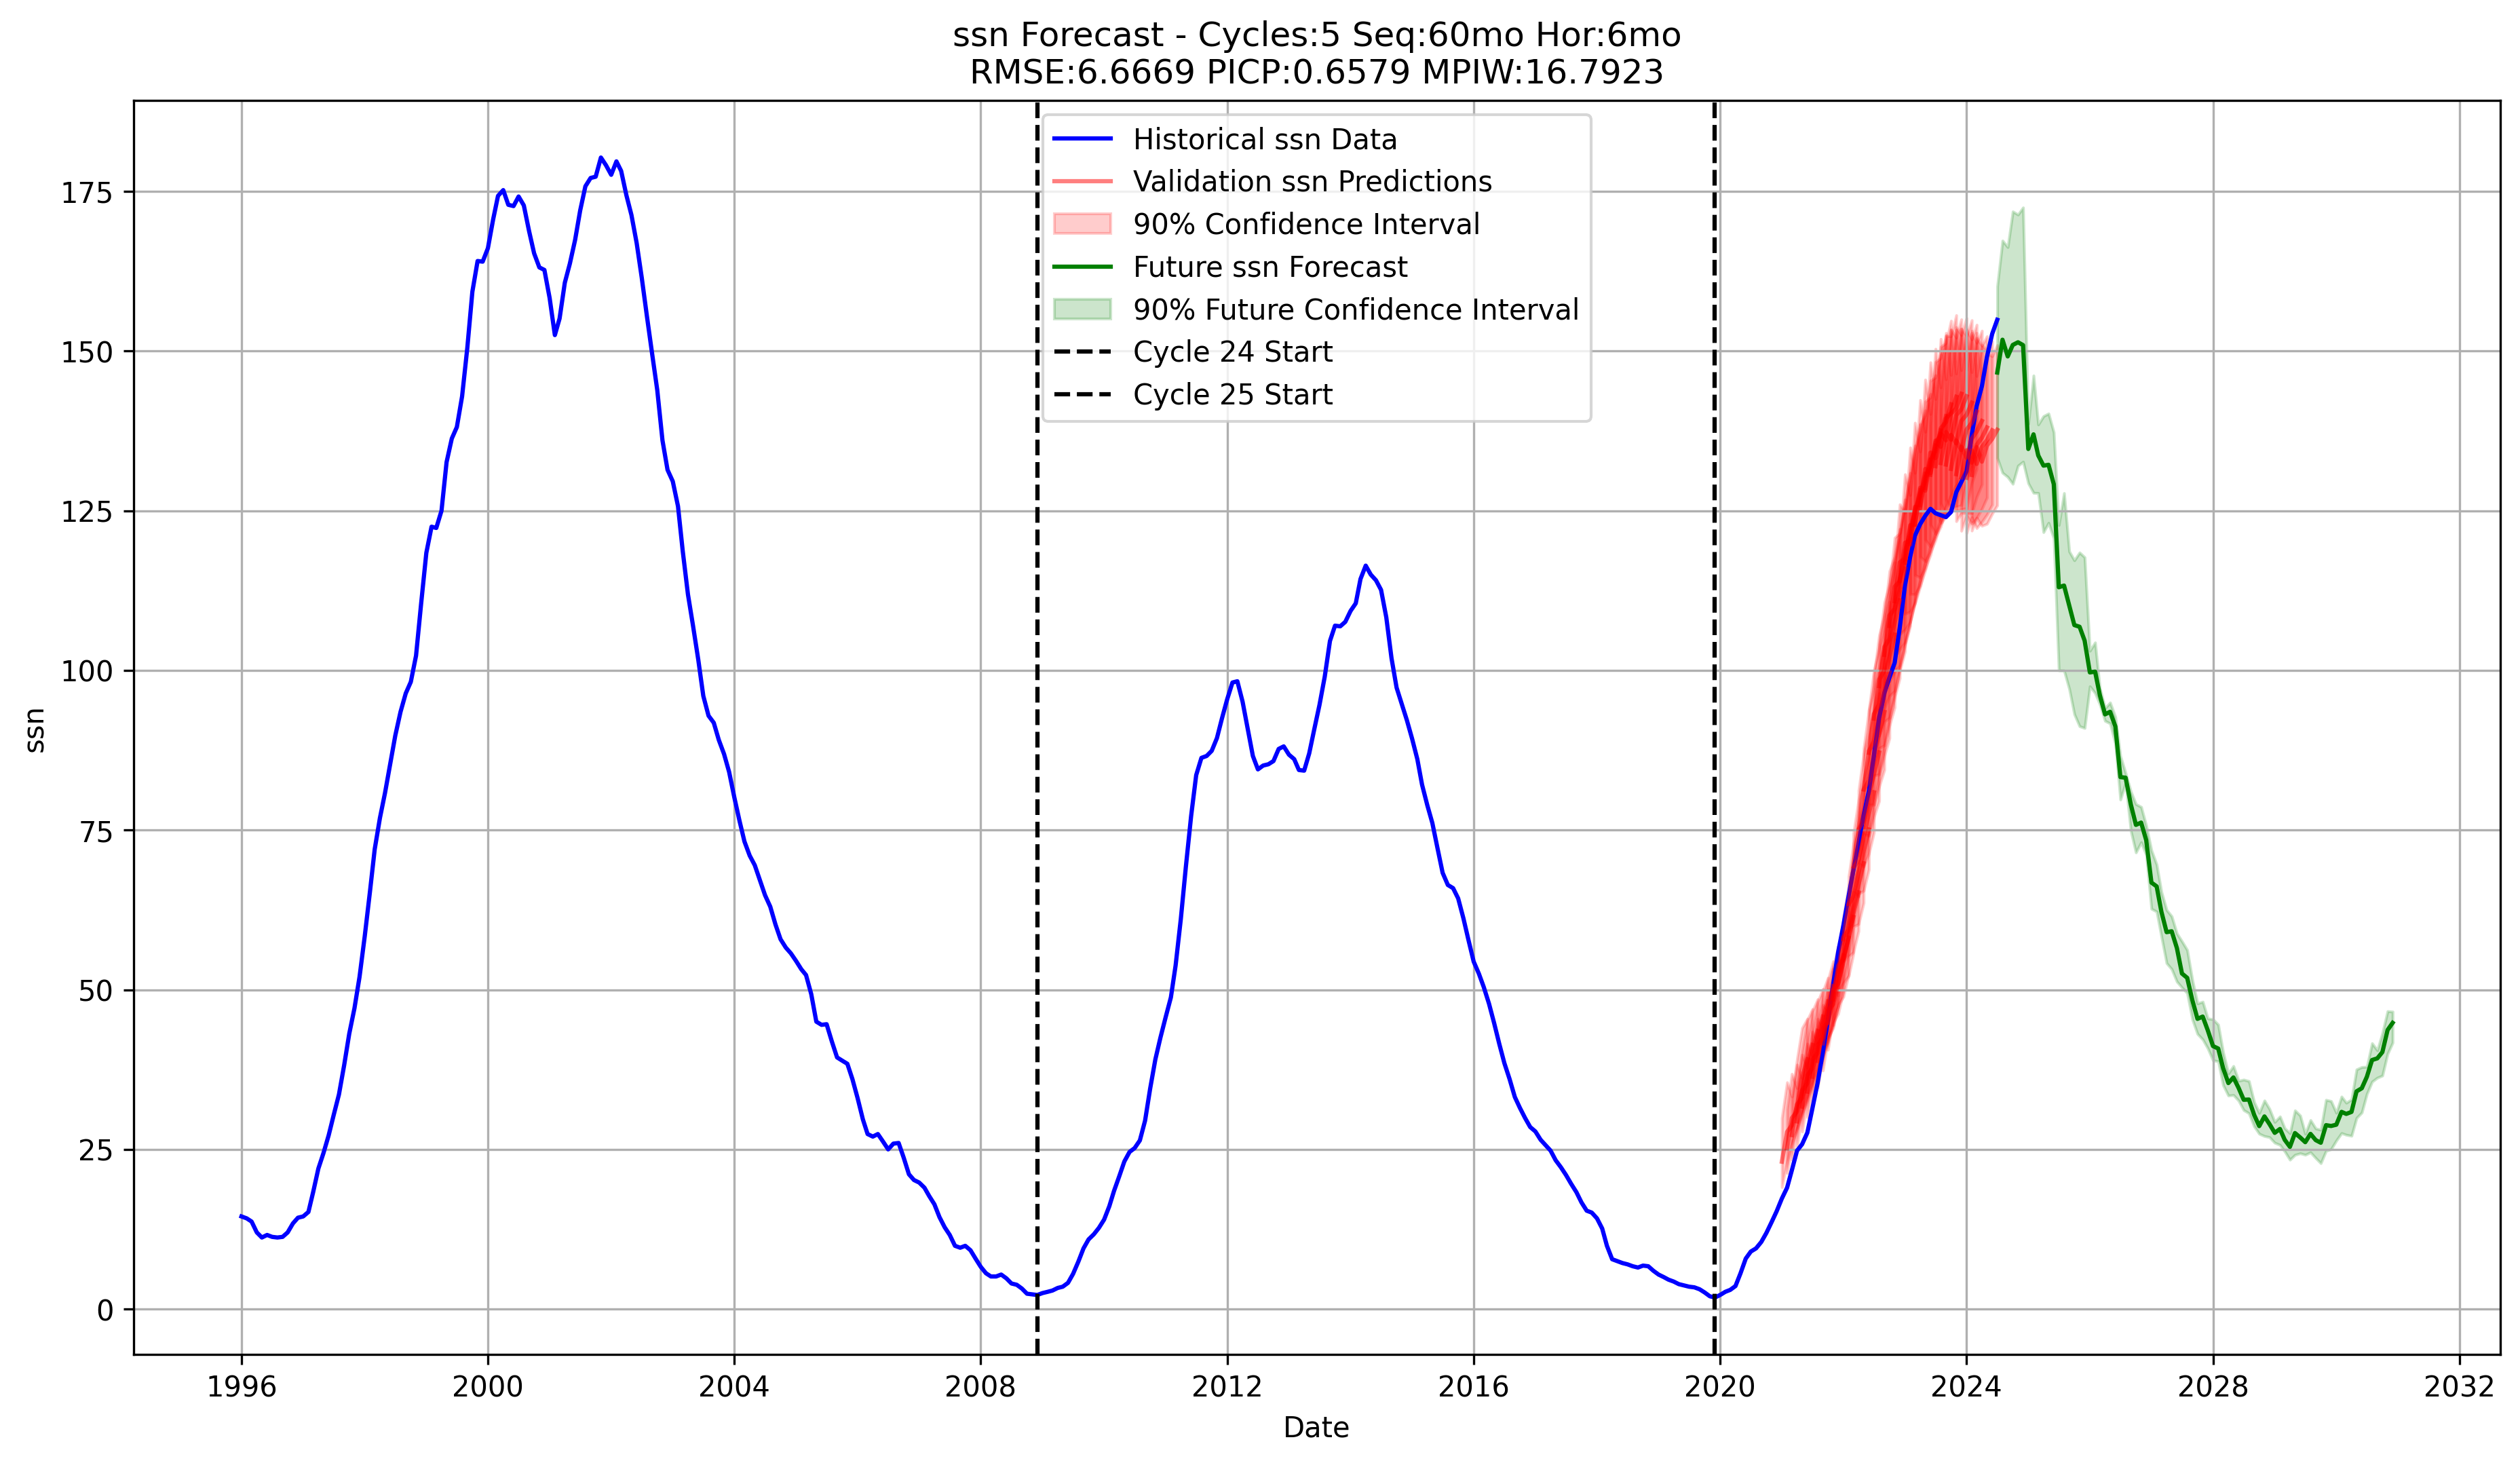 ssn Forecast - Cycles:5 Seq:60mo Hor:6mo
RMSE:6.6669 PICP:0.6579 MPIW:16.7923
Historical ssn Data
Validation ssn Predictions
90% Confidence Interval
Future ssn Forecast
90% Future Confidence Interval
Cycle 24 Start
Cycle 25 Start
175
150
125
100
75
50
25
0
ssn
1996 2000 2004 2008 2012 2016 2020 2024 2028 2032
Date